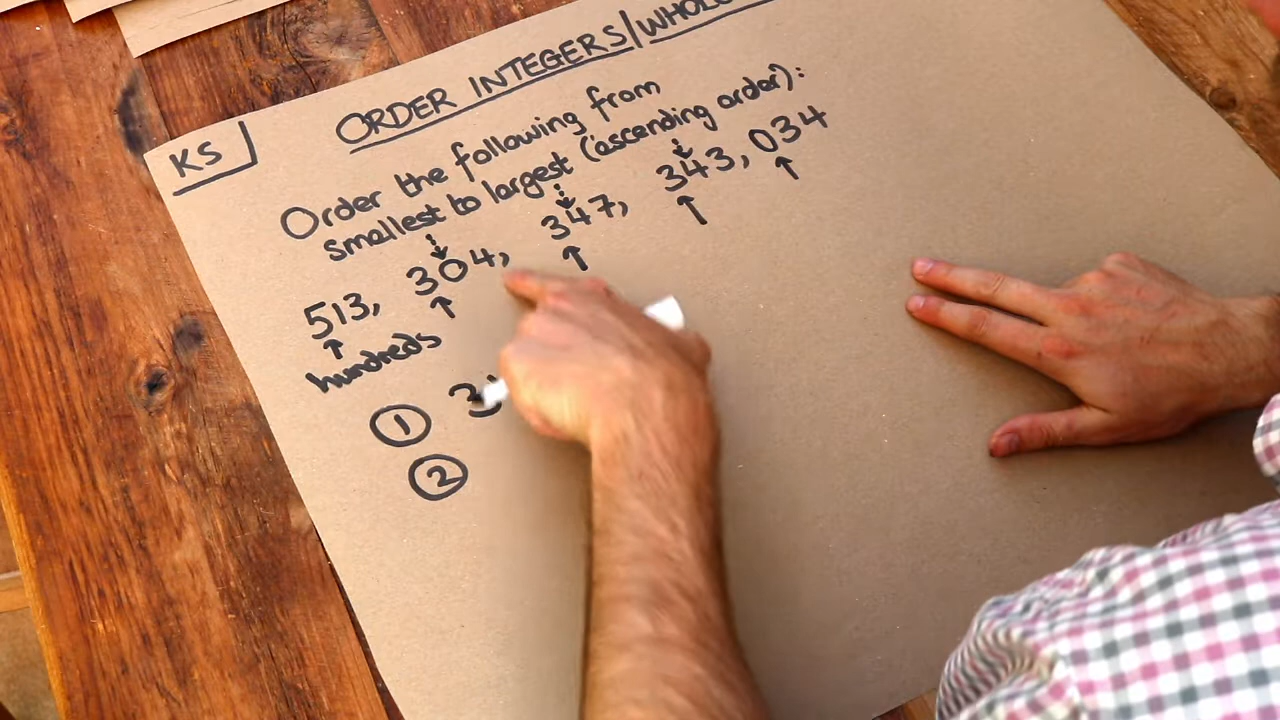 KS
ORDER INTEGERS/WHOLE
Order the following from
smallest to largest (ascending order):
513, 304, 347, 343, 034
hundreds
1 34
2